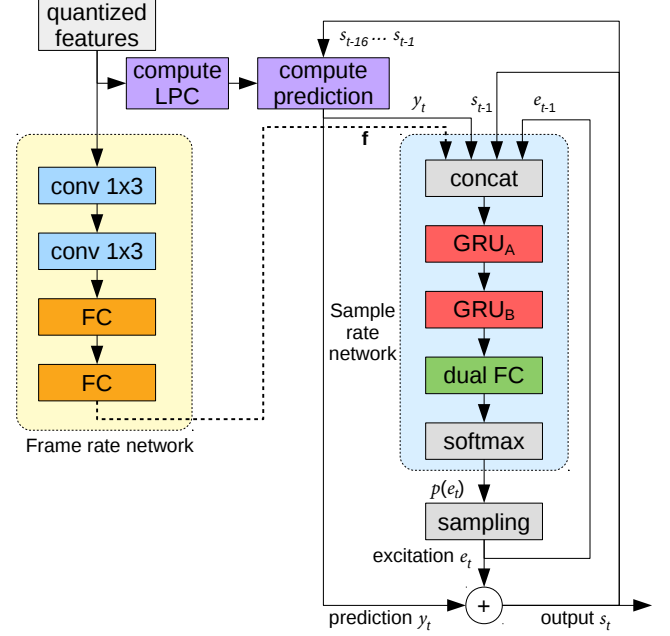 quantized
features
s_{t-16}... s_{t-1}
compute
LPC
compute
prediction
y_t
s_{t-1}
e_{t-1}
f
conv 1x3
conv 1x3
FC
FC
Frame rate network
concat
GRU_A
GRU_B
dual FC
softmax
Sample
rate
network
p(e_t)
sampling
excitation e_t
+
prediction y_t
output s_t